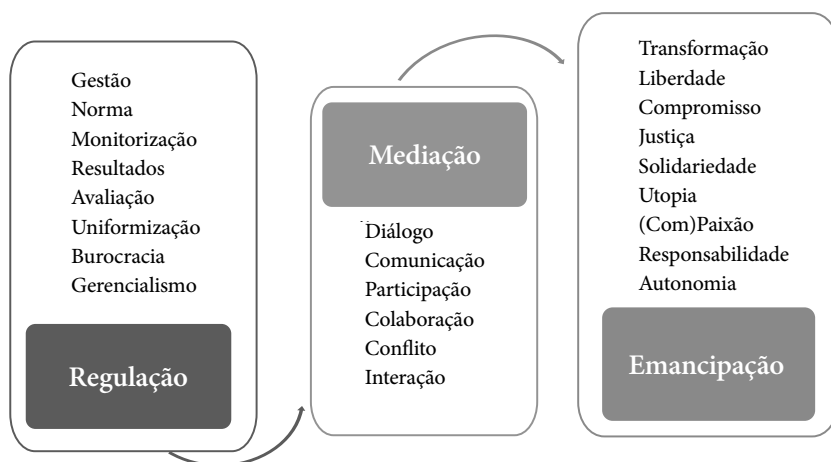 Gestão
Norma
Monitorização
Resultados
Avaliação
Uniformização
Burocracia
Gerencialismo
Regulação
Mediação
Diálogo
Comunicação
Participação
Colaboração
Conflito
Interação
Transformação
Liberdade
Compromisso
Justiça
Solidariedade
Utopia
(Com)Paixão
Responsabilidade
Autonomia
Emancipação